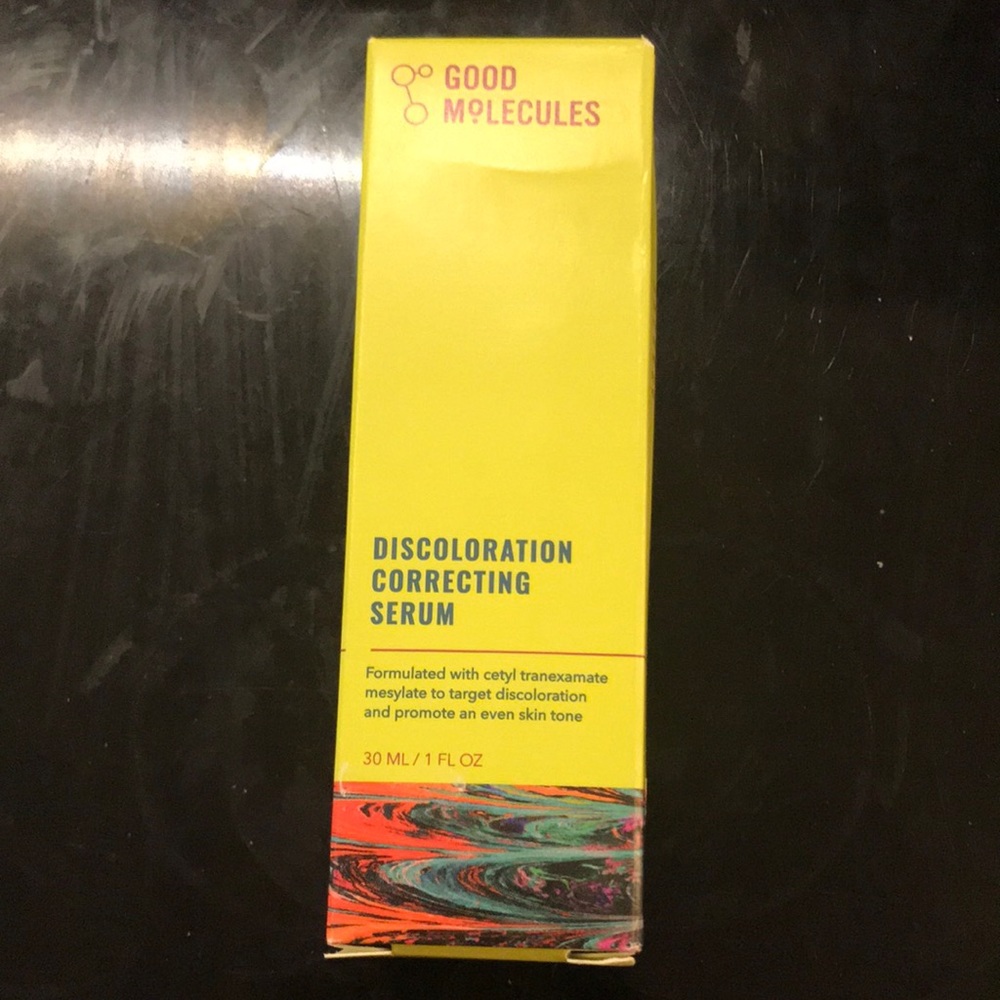 GOOD
MOLECULES
DISCOLORATION
CORRECTING
SERUM
Formulated with cetyl tranexamate
mesylate to target discoloration
and promote an even skin tone
30 ML / 1 FL OZ